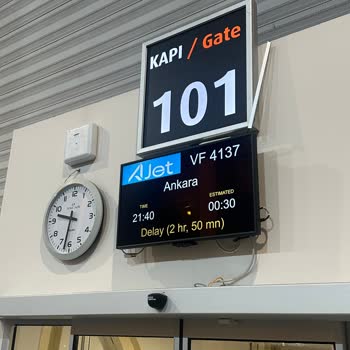 KAPI / Gate
101
AJet VF 4137
Ankara
TIME ESTIMATED
21:40 00:30
Delay (2 hr, 50 mn)